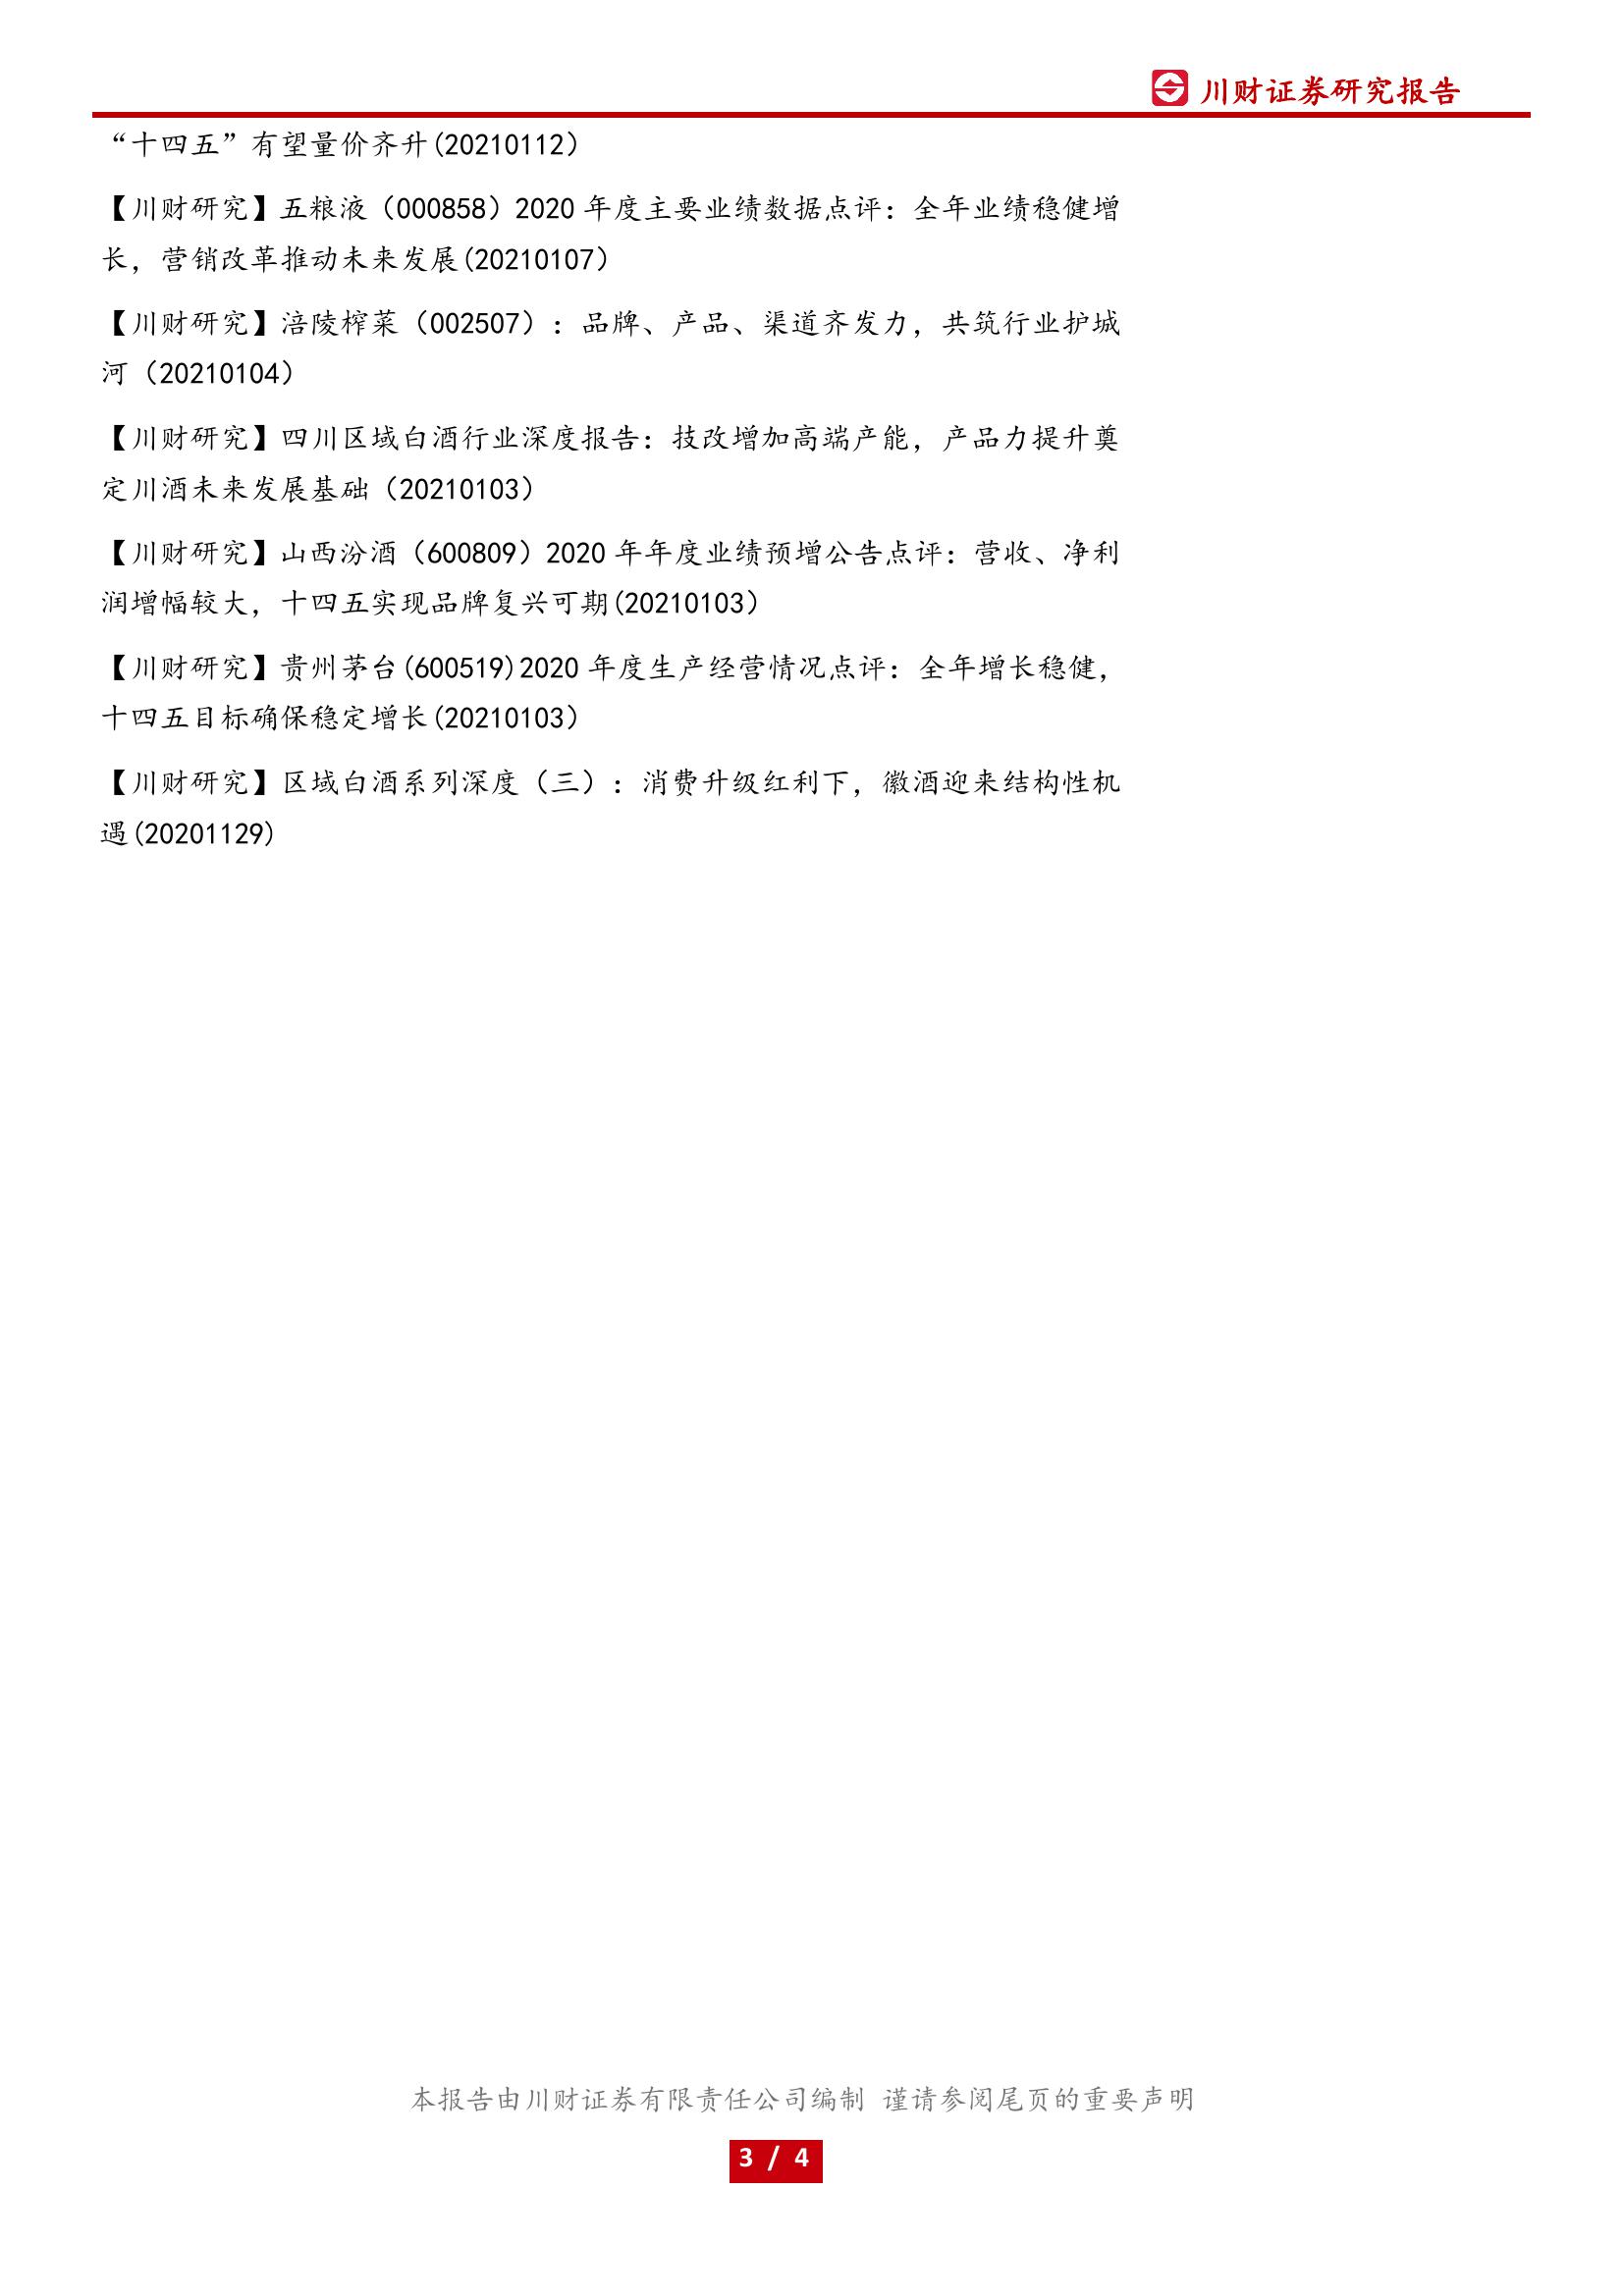 川财证券研究报告
“十四五”有望量价齐升(20210112）
【川财研究】五粮液（000858）2020 年度主要业绩数据点评：全年业绩稳健增
长，营销改革推动未来发展(20210107）
【川财研究】涪陵榨菜（002507）：品牌、产品、渠道齐发力，共筑行业护城
河（20210104）
【川财研究】四川区域白酒行业深度报告：技改增加高端产能，产品力提升奠
定川酒未来发展基础（20210103）
【川财研究】山西汾酒（600809）2020 年年度业绩预增公告点评：营收、净利
润增幅较大，十四五实现品牌复兴可期(20210103）
【川财研究】贵州茅台(600519)2020 年度生产经营情况点评：全年增长稳健，
十四五目标确保稳定增长(20210103）
【川财研究】区域白酒系列深度（三）：消费升级红利下，徽酒迎来结构性机
遇(20201129)
本报告由川财证券有限责任公司编制 谨请参阅尾页的重要声明
3 / 4